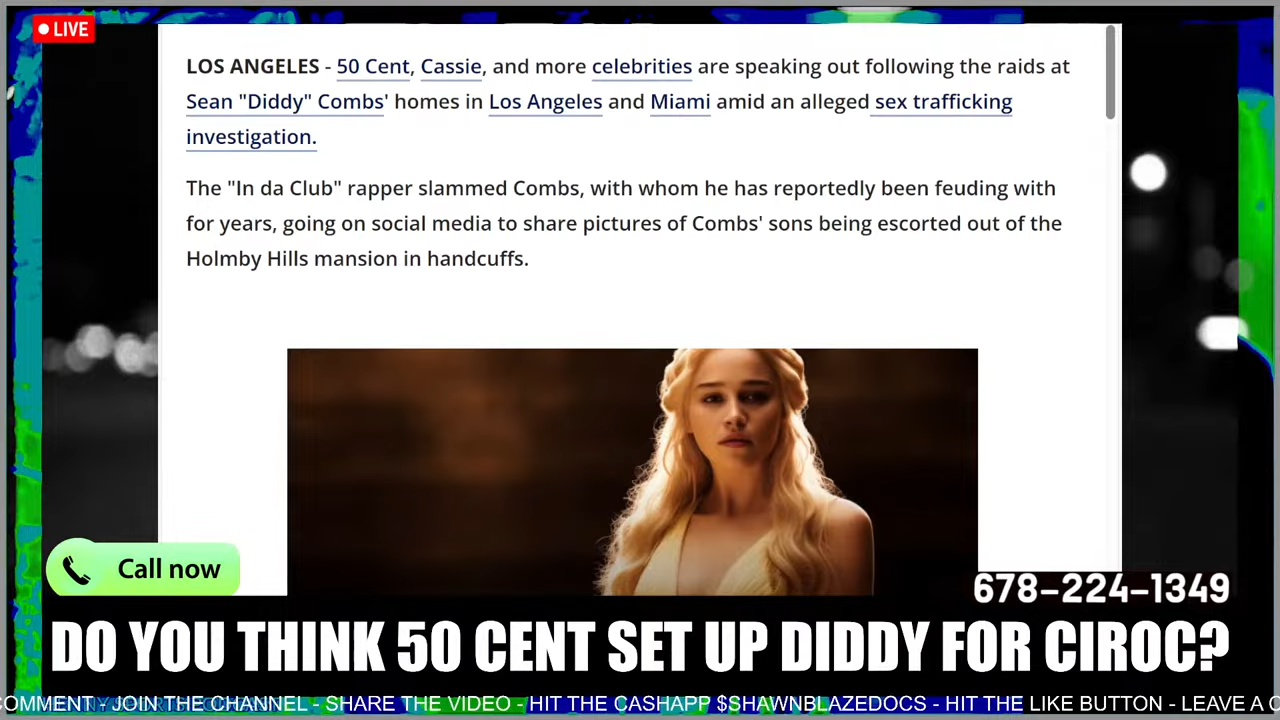 LIVE
LOS ANGELES - 50 Cent, Cassie, and more celebrities are speaking out following the raids at
Sean "Diddy" Combs' homes in Los Angeles and Miami amid an alleged sex trafficking
investigation.
The "In da Club" rapper slammed Combs, with whom he has reportedly been feuding with
for years, going on social media to share pictures of Combs' sons being escorted out of the
Holmby Hills mansion in handcuffs.
Call now
678-224-1349
DO YOU THINK 50 CENT SET UP DIDDY FOR CIROC?
COMMENT - JOIN THE CHANNEL - SHARE THE VIDEO - HIT THE CASHAPP $SHAWNBLAZEDOCS - HIT THE LIKE BUTTON - LEAVE A C